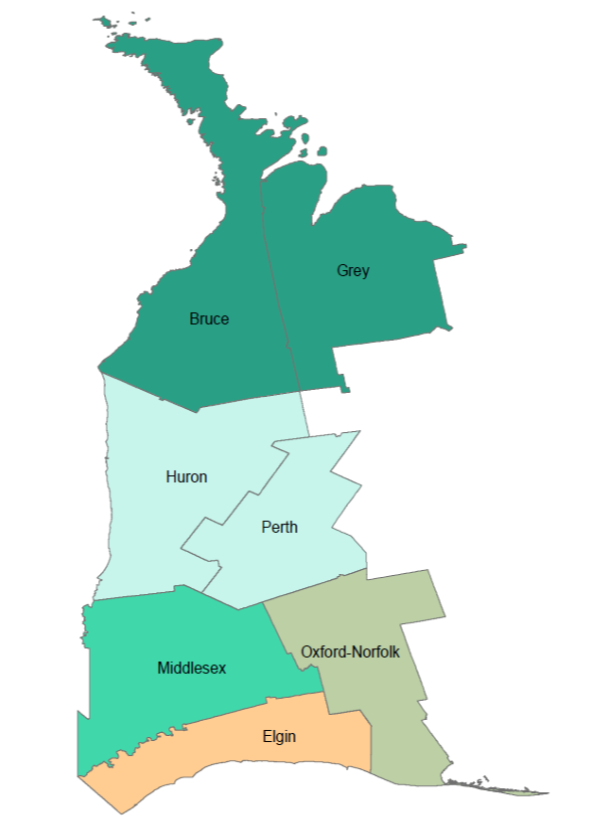 Grey
Bruce
Huron
Perth
Oxford-Norfolk
Middlesex
Elgin